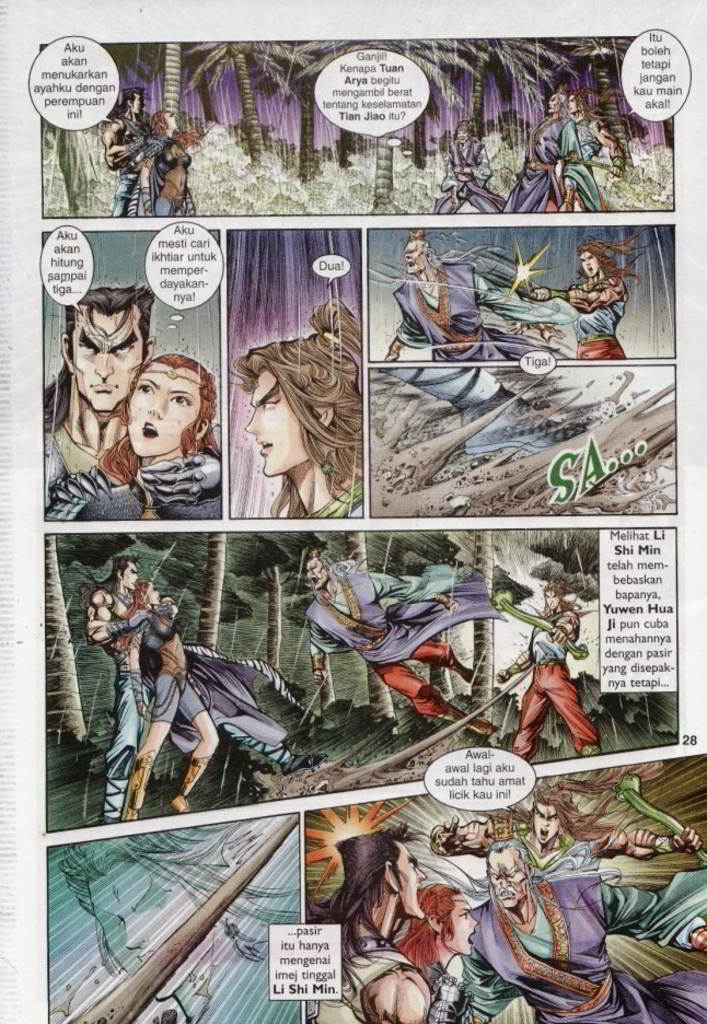 Aku
akan
menukarkan
ayahku dengan
perempuan
ini!
Ganjil!
Kenapa Tuan
Arya begitu
mengambil berat
tentang keselamatan
Tian Jiao itu?
Itu
boleh
tetapi
jangan
kau main
akal!
Aku
akan
hitung
sampai
tiga...
Aku
mesti cari
ikhtiar untuk
memper-
dayakan-
nya!
Dua!
Tiga!
SA...
Melihat Li
Shi Min
telah mem-
bebaskan
bapanya,
Yuwen Hua
Ji pun cuba
menahannya
dengan pasir
yang disepak-
nya tetapi...
28
Awal-
awal lagi aku
sudah tahu amat
licik kau ini!
...pasir
itu hanya
mengenai
imej tinggal
Li Shi Min.